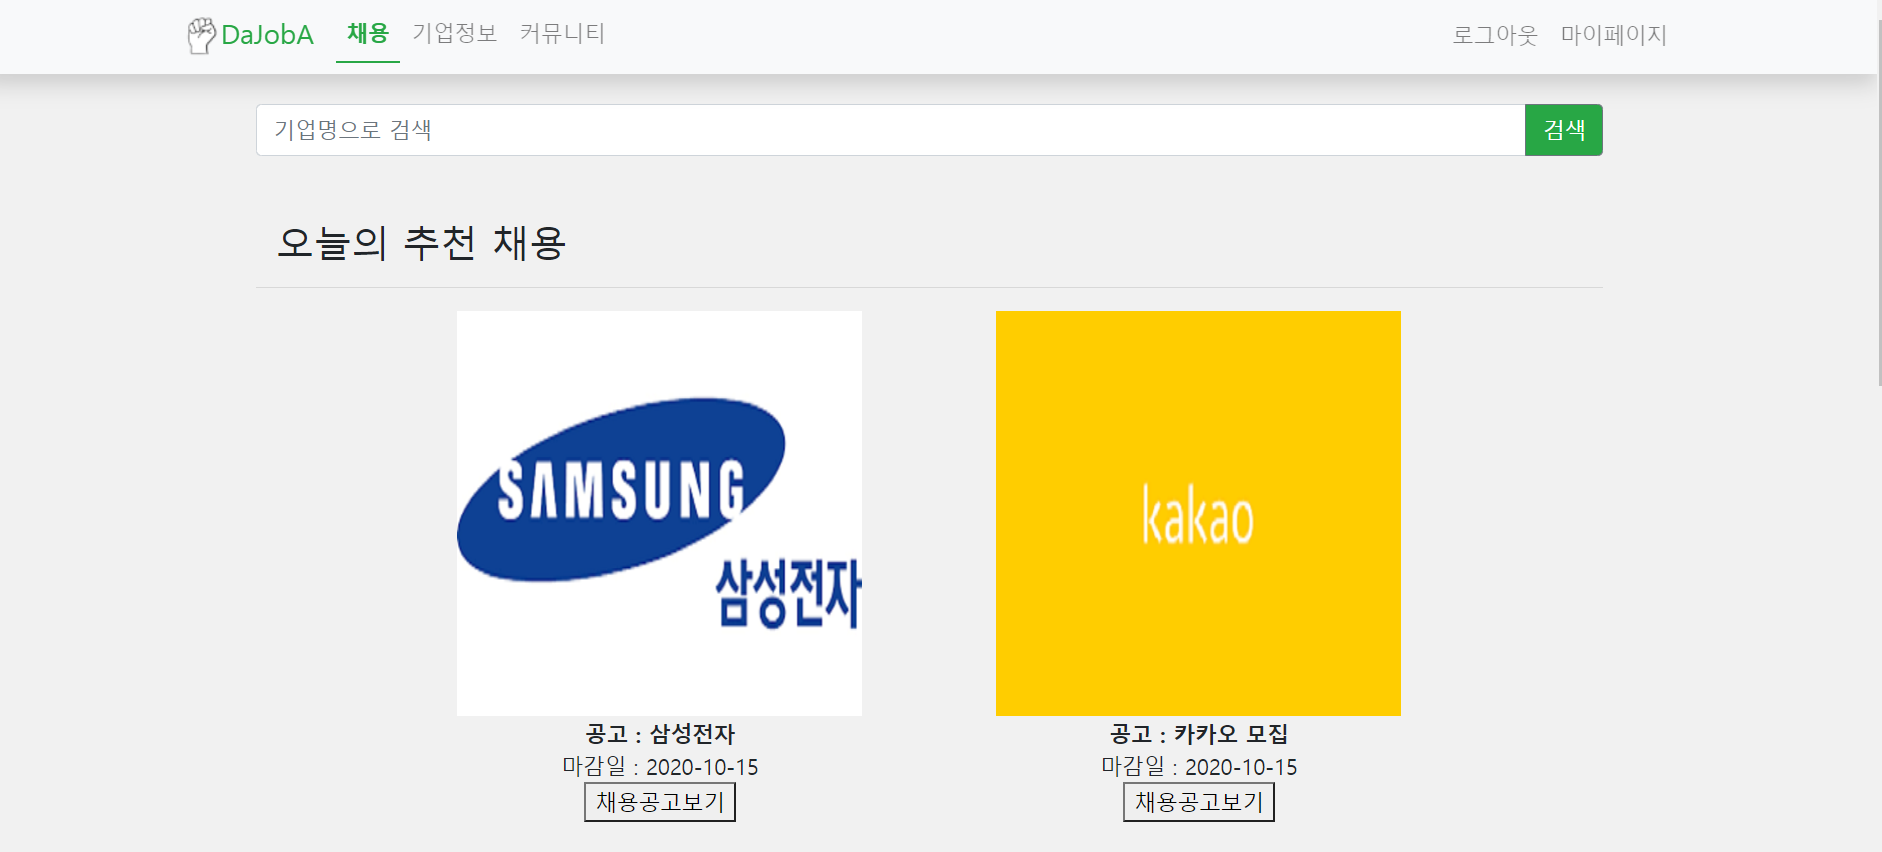 DaJobA 채용 기업정보 커뮤니티 로그아웃 마이페이지
기업명으로 검색 검색
오늘의 추천 채용
SAMSUNG
삼성전자
kakao
공고 : 삼성전자
마감일 : 2020-10-15
채용공고보기
공고 : 카카오 모집
마감일 : 2020-10-15
채용공고보기